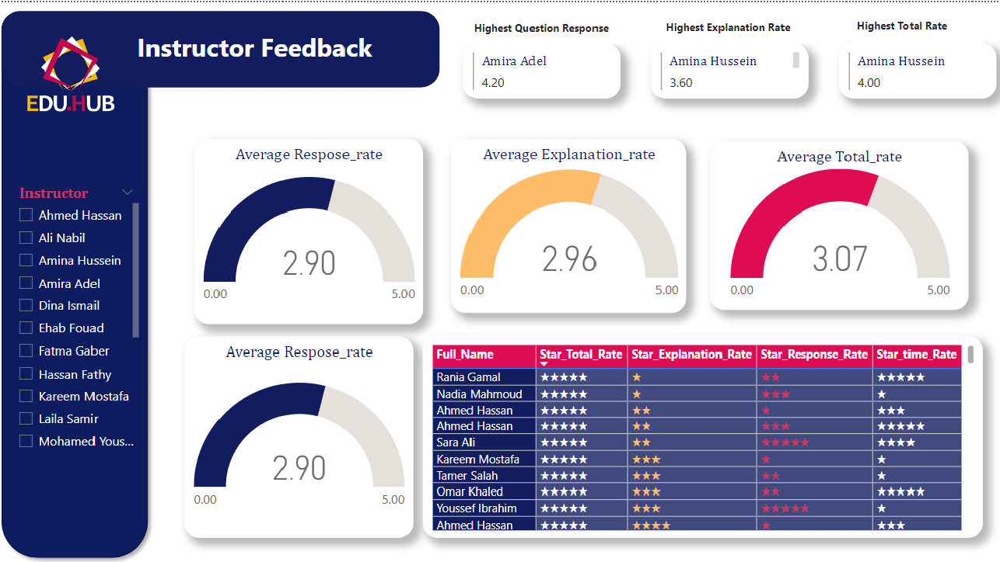 Instructor Feedback
EDU.HUB
Highest Question Response
Amira Adel
4.20
Highest Explanation Rate
Amina Hussein
3.60
Highest Total Rate
Amina Hussein
4.00
Instructor
Ahmed Hassan
Ali Nabil
Amina Hussein
Amira Adel
Dina Ismail
Ehab Fouad
Fatma Gaber
Hassan Fathy
Kareem Mostafa
Laila Samir
Mohamed Yous...
Average Respose_rate
2.90
0.00 5.00
Average Explanation_rate
2.96
0.00 5.00
Average Total_rate
3.07
0.00 5.00
Average Respose_rate
2.90
0.00 5.00
Full_Name Star_Total_Rate Star_Explanation_Rate Star_Response_Rate Star_time_Rate
Rania Gamal ★★★★★ ★ ★★ ★★★★★
Nadia Mahmoud ★★★★★ ★ ★★★ ★
Ahmed Hassan ★★★★★ ★★ ★ ★★★
Ahmed Hassan ★★★★★ ★★ ★★★ ★★★★★
Sara Ali ★★★★★ ★★ ★★★★★ ★★★★
Kareem Mostafa ★★★★★ ★★★ ★ ★
Tamer Salah ★★★★★ ★★★ ★★ ★
Omar Khaled ★★★★★ ★★★ ★★ ★★★★★
Youssef Ibrahim ★★★★★ ★★★ ★★★★★ ★
Ahmed Hassan ★★★★★ ★★★★ ★ ★★★